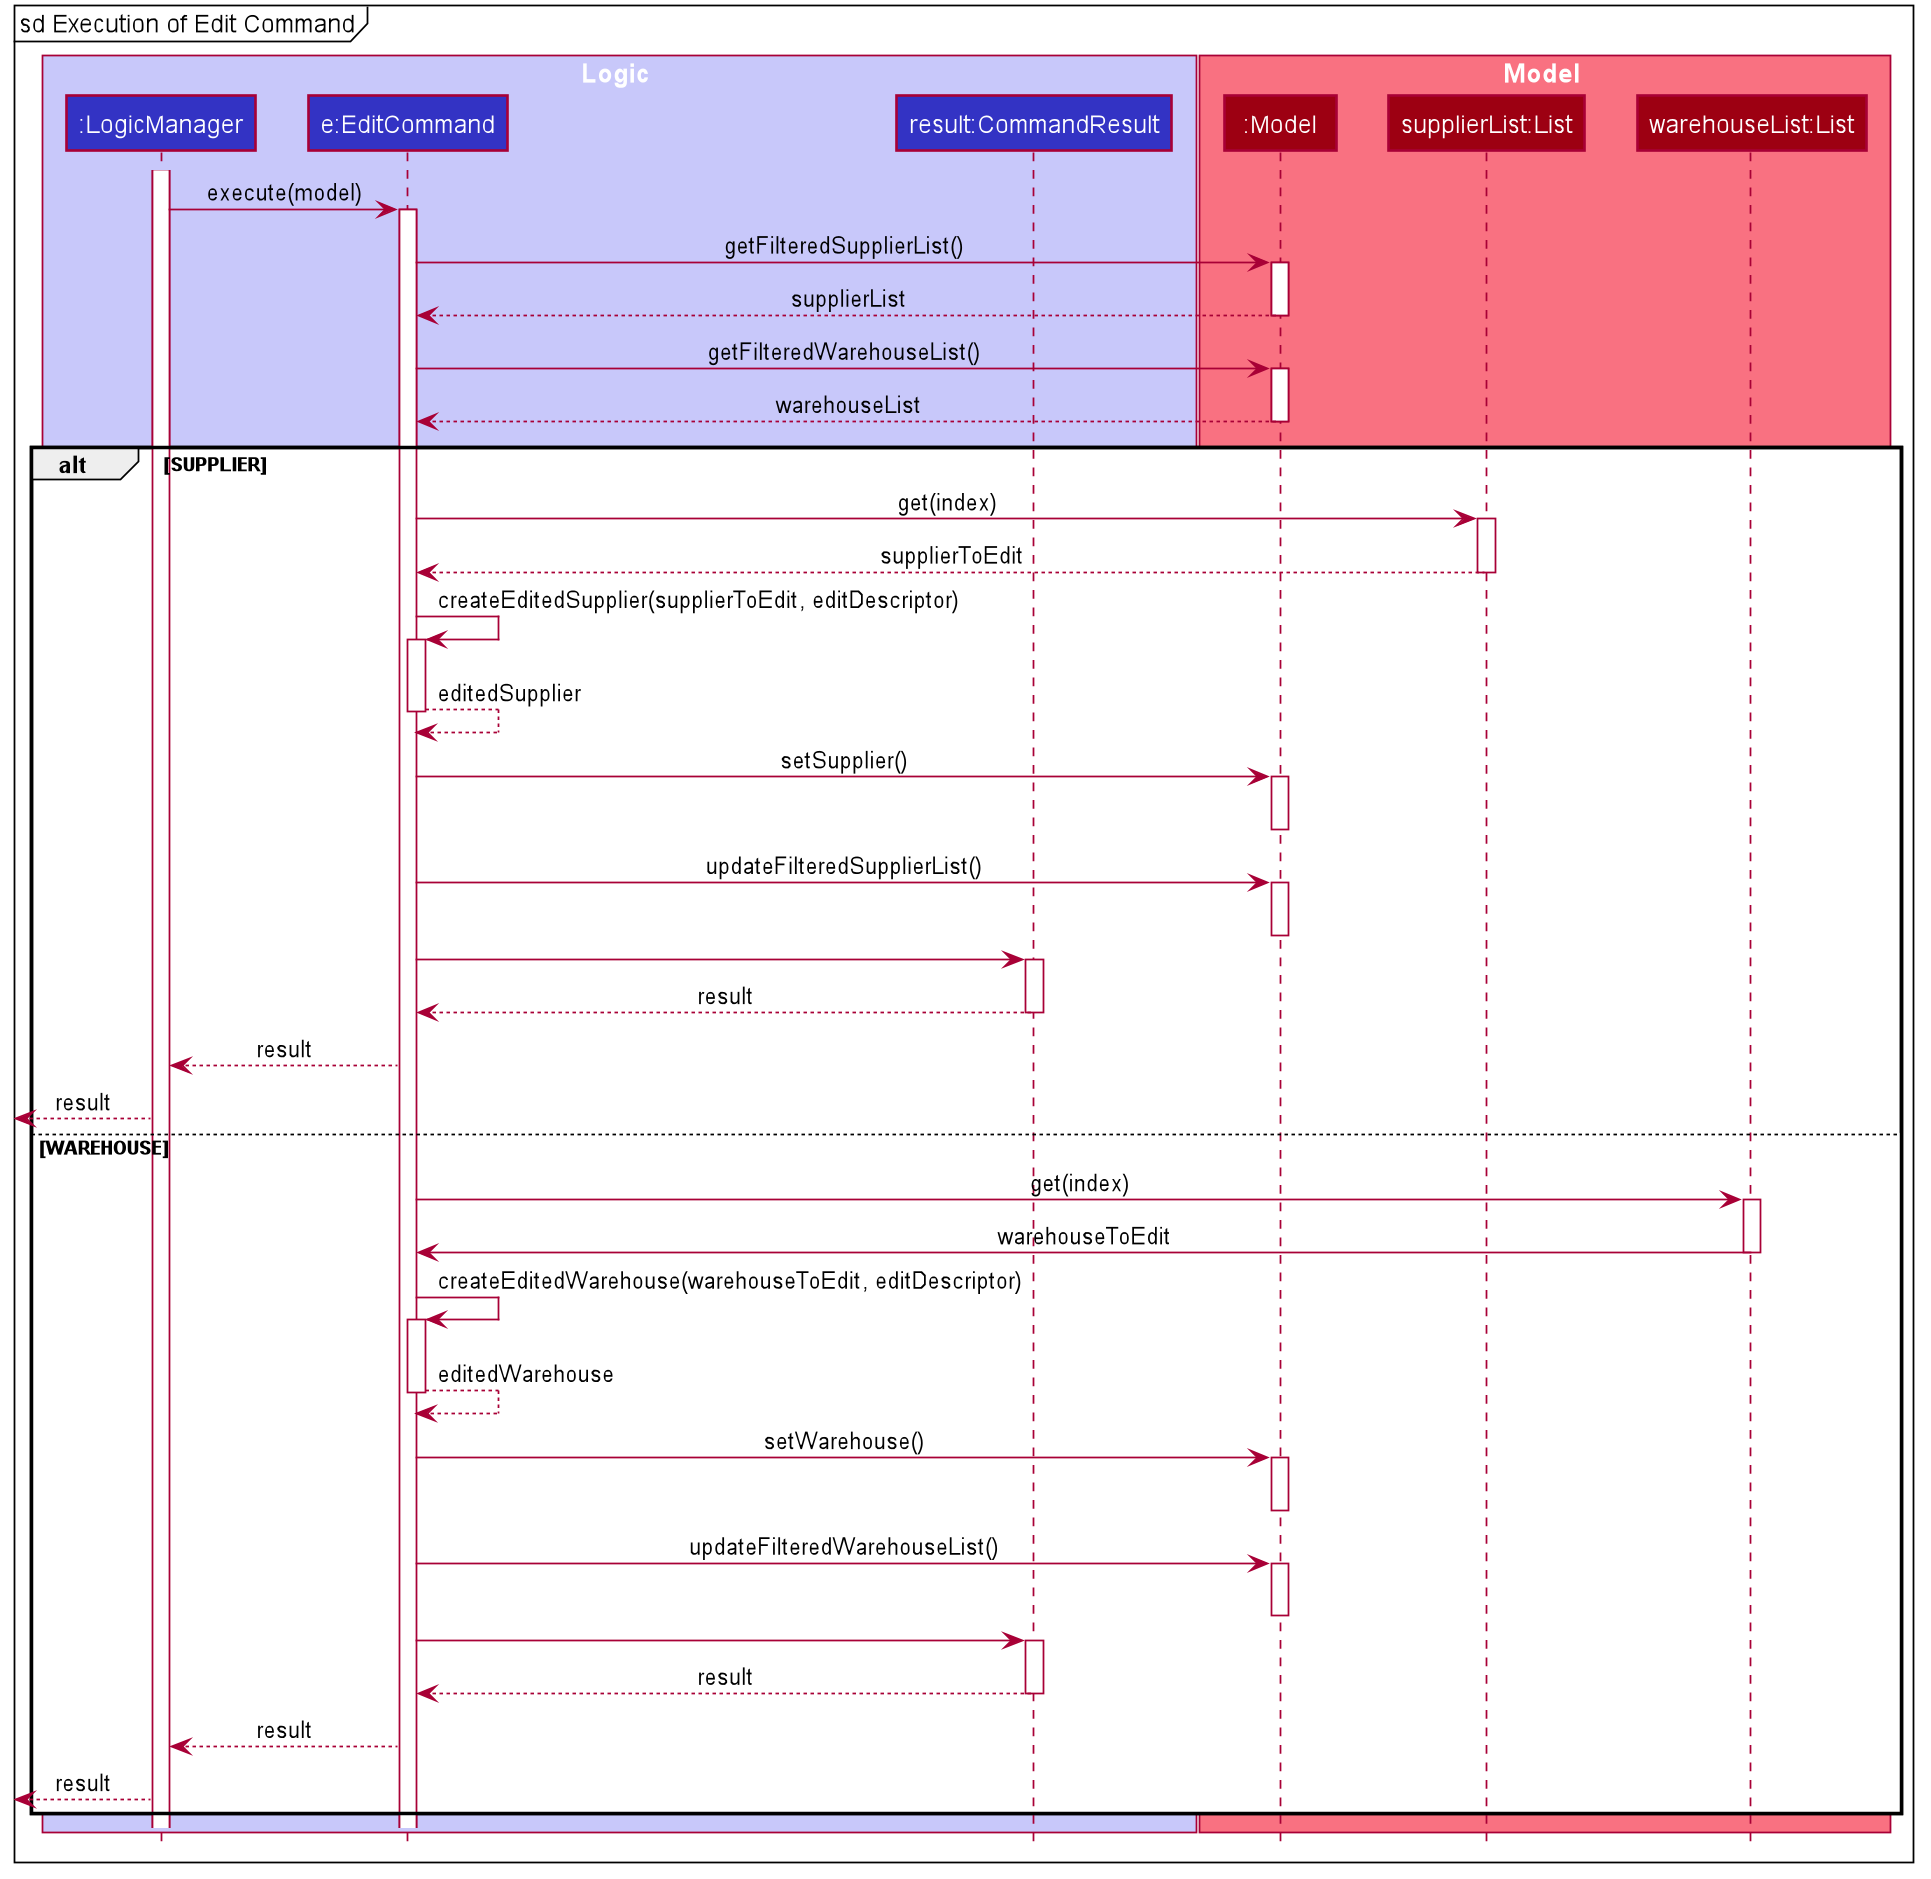 sd Execution of Edit Command
Logic
Model
:LogicManager
e:EditCommand
result:CommandResult
:Model
supplierList:List
warehouseList:List
execute(model)
getFilteredSupplierList()
supplierList
getFilteredWarehouseList()
warehouseList
alt
[SUPPLIER]
get(index)
supplierToEdit
createEditedSupplier(supplierToEdit, editDescriptor)
editedSupplier
setSupplier()
updateFilteredSupplierList()
result
result
result
[WAREHOUSE]
get(index)
warehouseToEdit
createEditedWarehouse(warehouseToEdit, editDescriptor)
editedWarehouse
setWarehouse()
updateFilteredWarehouseList()
result
result
result